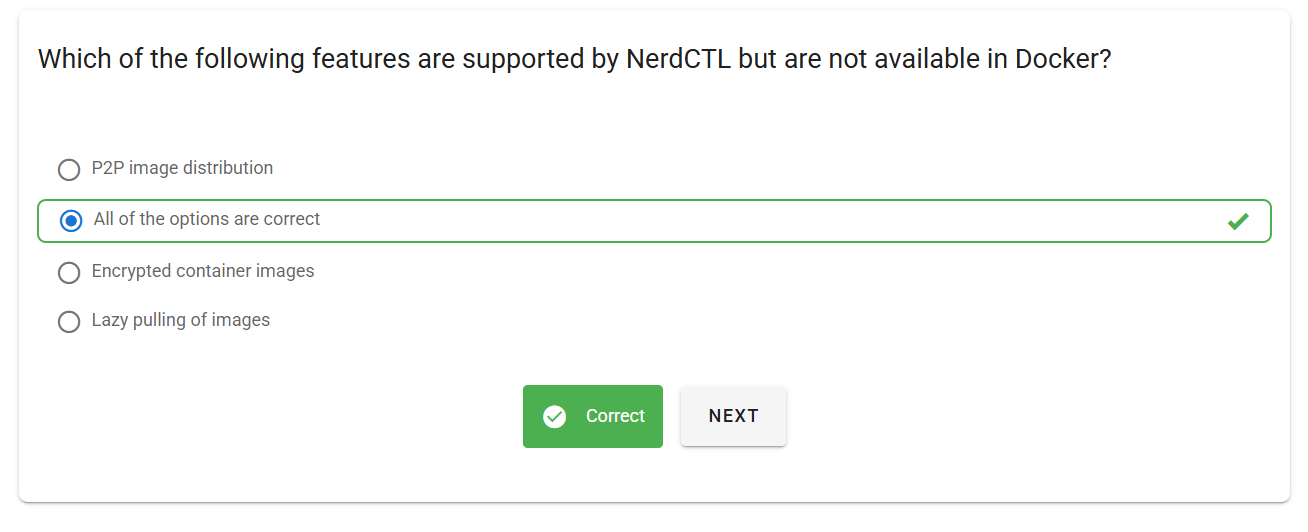 Which of the following features are supported by NerdCTL but are not available in Docker?
P2P image distribution
All of the options are correct
Encrypted container images
Lazy pulling of images
Correct
NEXT